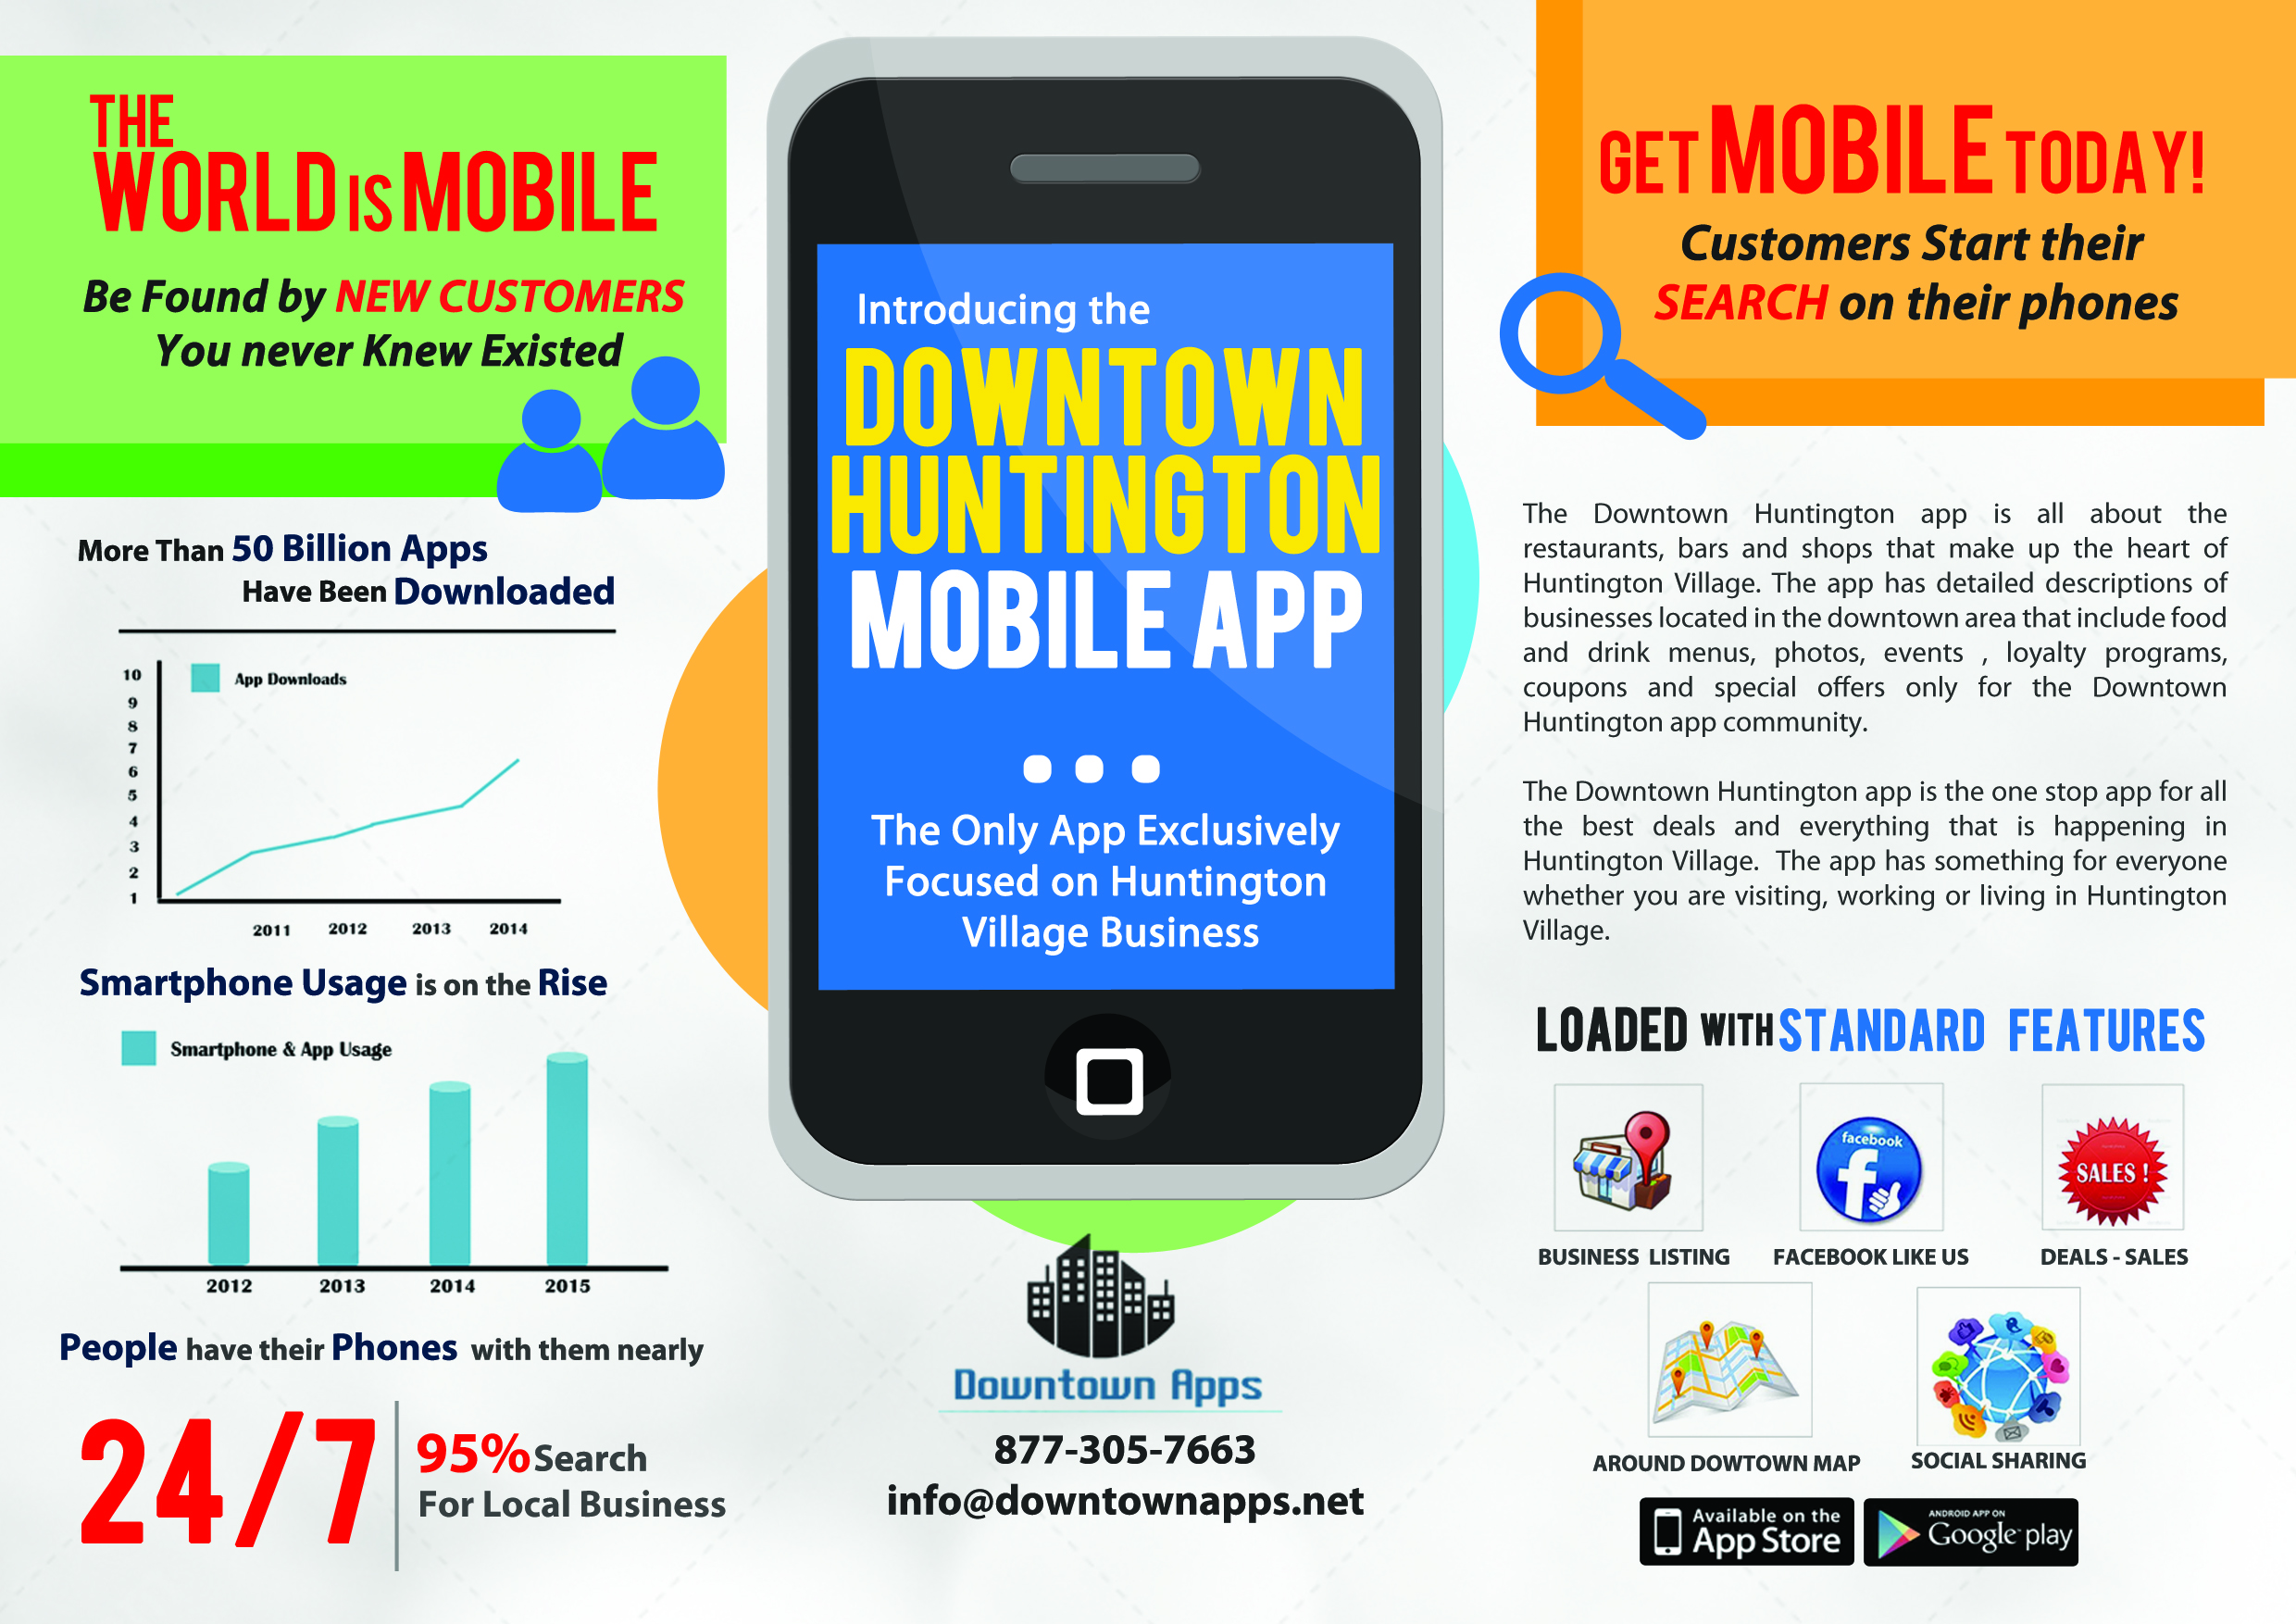 THE
WORLD IS MOBILE
Be Found by NEW CUSTOMERS
You never Knew Existed
More Than 50 Billion Apps
Have Been Downloaded
App Downloads
10
9
8
7
6
5
4
3
2
1
2011 2012 2013 2014
Smartphone Usage is on the Rise
Smartphone & App Usage
2012 2013 2014 2015
People have their Phones with them nearly
24/7
95% Search
For Local Business
Introducing the
DOWNTOWN
HUNTINGTON
MOBILE APP
The Only App Exclusively
Focused on Huntington
Village Business
Downtown Apps
877-305-7663
info@downtownapps.net
GET MOBILE TODAY!
Customers Start their
SEARCH on their phones
The Downtown Huntington app is all about the
restaurants, bars and shops that make up the heart of
Huntington Village. The app has detailed descriptions of
businesses located in the downtown area that include food
and drink menus, photos, events , loyalty programs,
coupons and special offers only for the Downtown
Huntington app community.
The Downtown Huntington app is the one stop app for all
the best deals and everything that is happening in
Huntington Village. The app has something for everyone
whether you are visiting, working or living in Huntington
Village.
LOADED WITH STANDARD FEATURES
facebook
f
SALES !
BUSINESS LISTING
FACEBOOK LIKE US
DEALS - SALES
AROUND DOWTOWN MAP
SOCIAL SHARING
Available on the
App Store
ANDROID APP ON
Google play